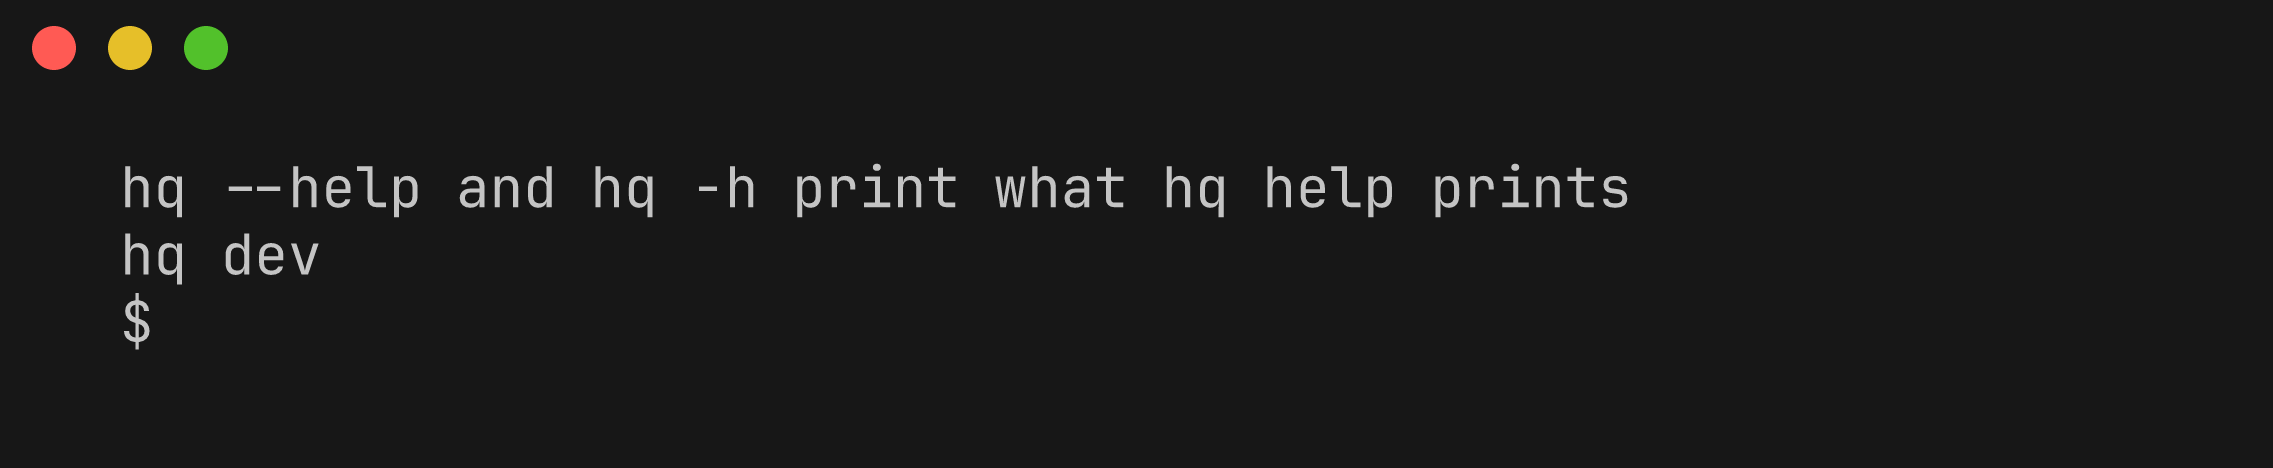 hq --help and hq -h print what hq help prints
hq dev
$